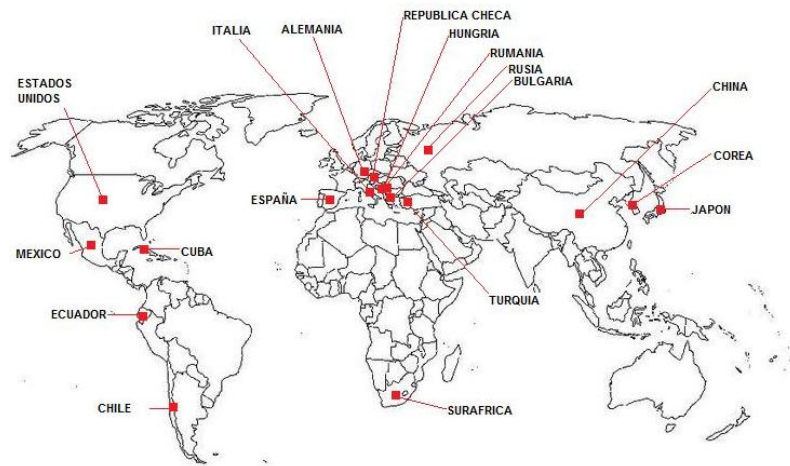 REPUBLICA CHECA
ITALIA
ALEMANIA
HUNGRIA
RUMANIA
RUSIA
BULGARIA
ESTADOS
UNIDOS
CHINA
COREA
ESPAÑA
JAPON
MEXICO
CUBA
TURQUIA
ECUADOR
CHILE
SURAFRICA